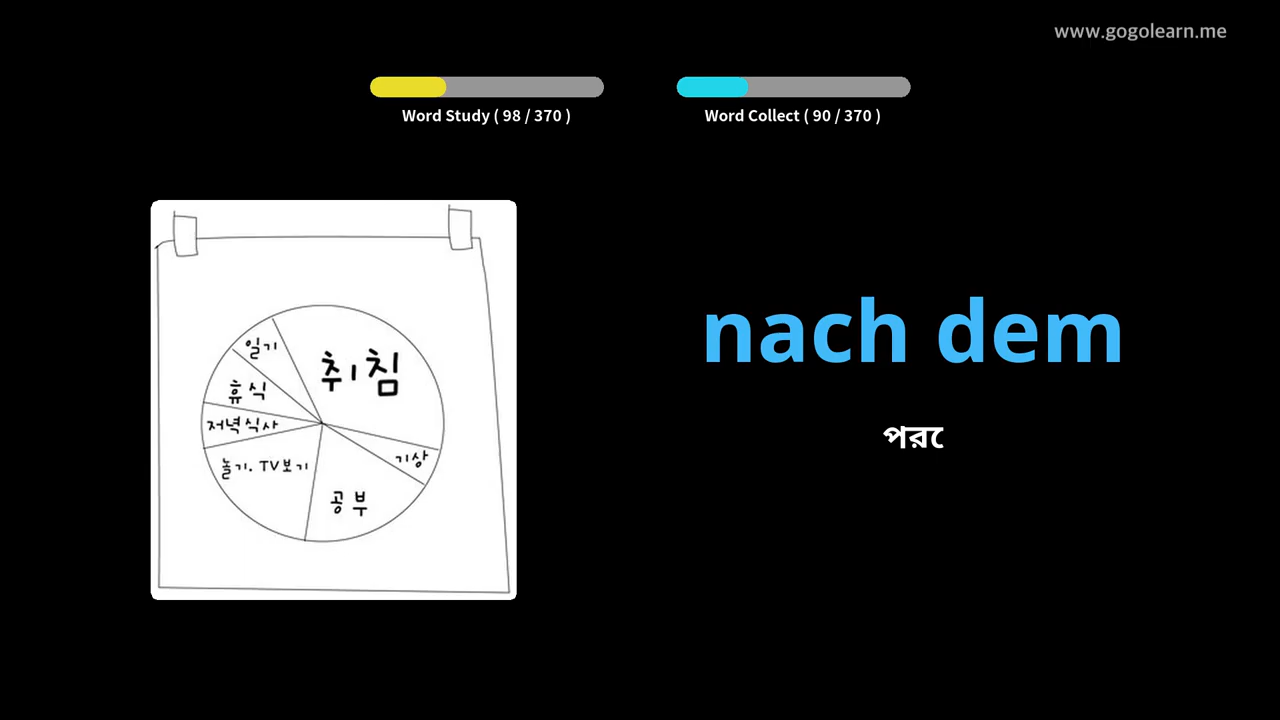 www.gogolearn.me
Word Study ( 98 / 370 )
Word Collect ( 90 / 370 )
일기
취침
휴식
저녁식사
놀기. TV보기
기상
공부
nach dem
পরে